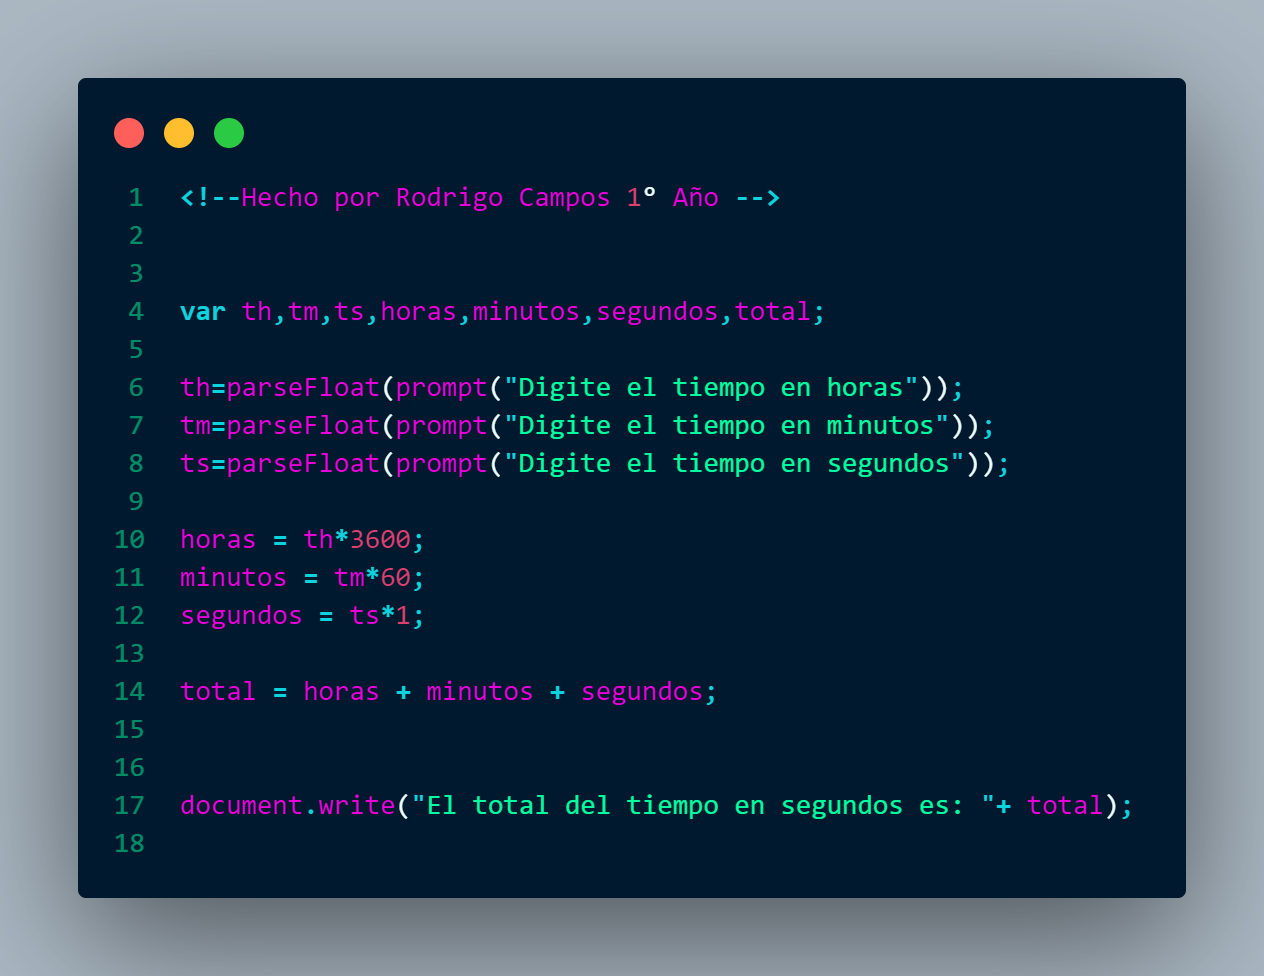 1 <!--Hecho por Rodrigo Campos 1º Año -->
2
3
4 var th,tm,ts,horas,minutos,segundos,total;
5
6 th=parseFloat(prompt("Digite el tiempo en horas"));
7 tm=parseFloat(prompt("Digite el tiempo en minutos"));
8 ts=parseFloat(prompt("Digite el tiempo en segundos"));
9
10 horas = th*3600;
11 minutos = tm*60;
12 segundos = ts*1;
13
14 total = horas + minutos + segundos;
15
16
17 document.write("El total del tiempo en segundos es: "+ total);
18